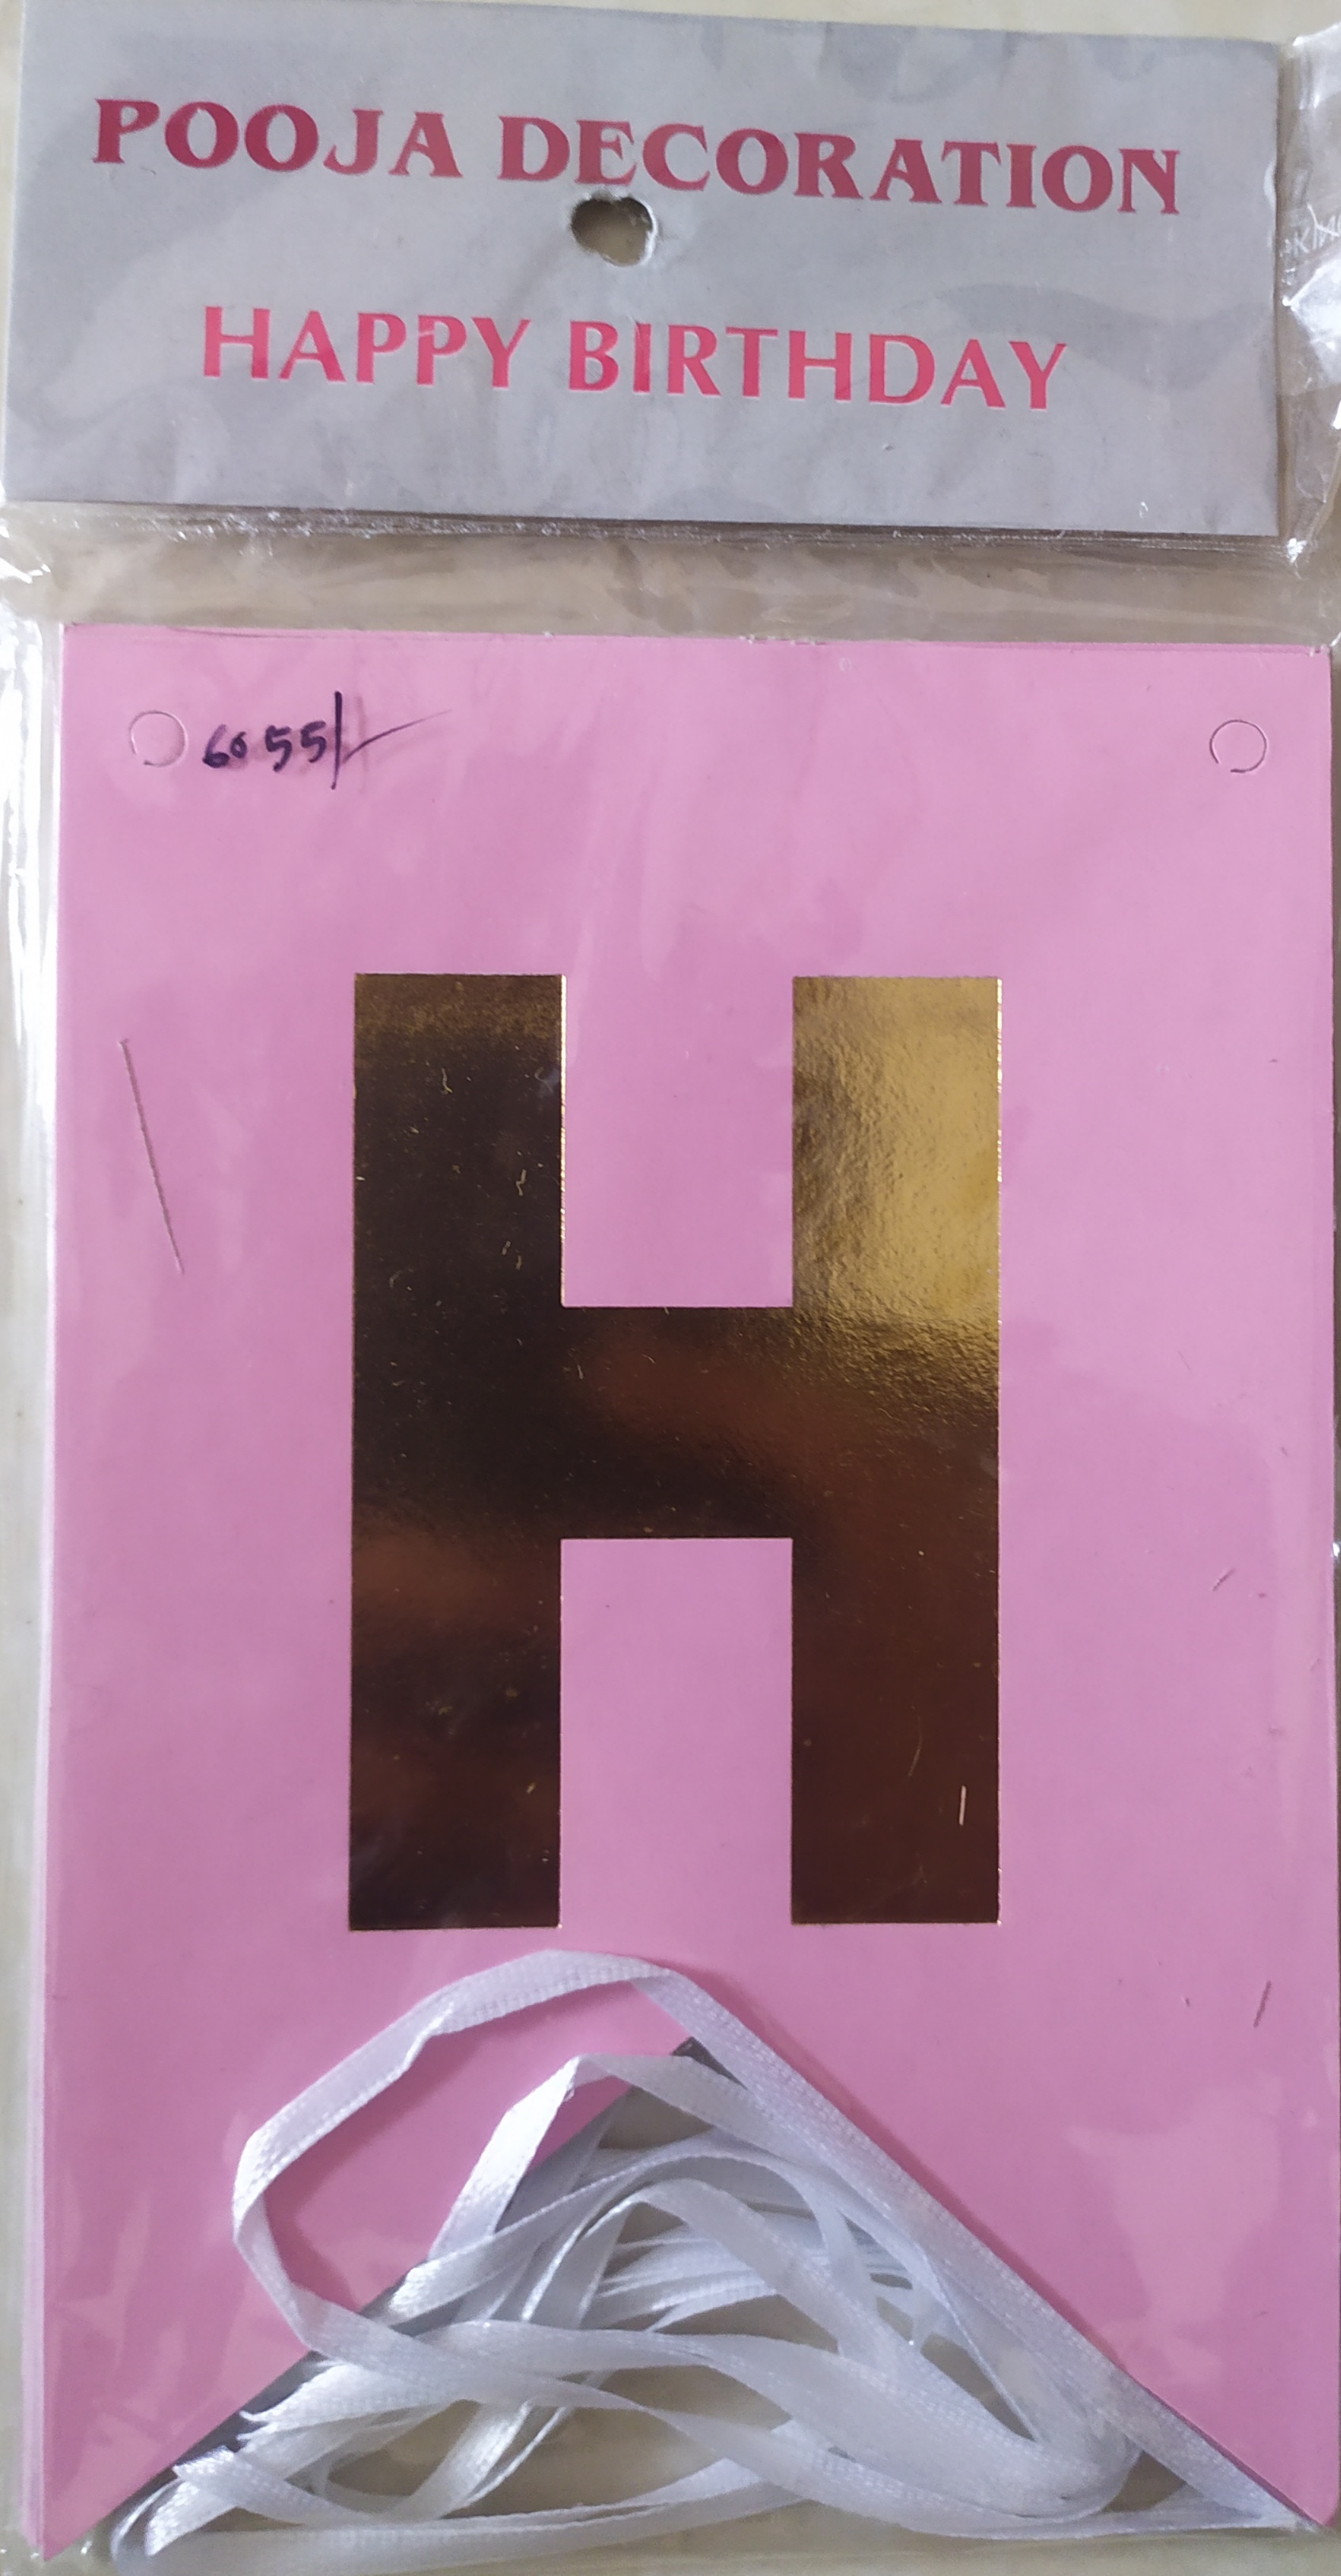 POOJA DECORATION
HAPPY BIRTHDAY
60 55/-
H